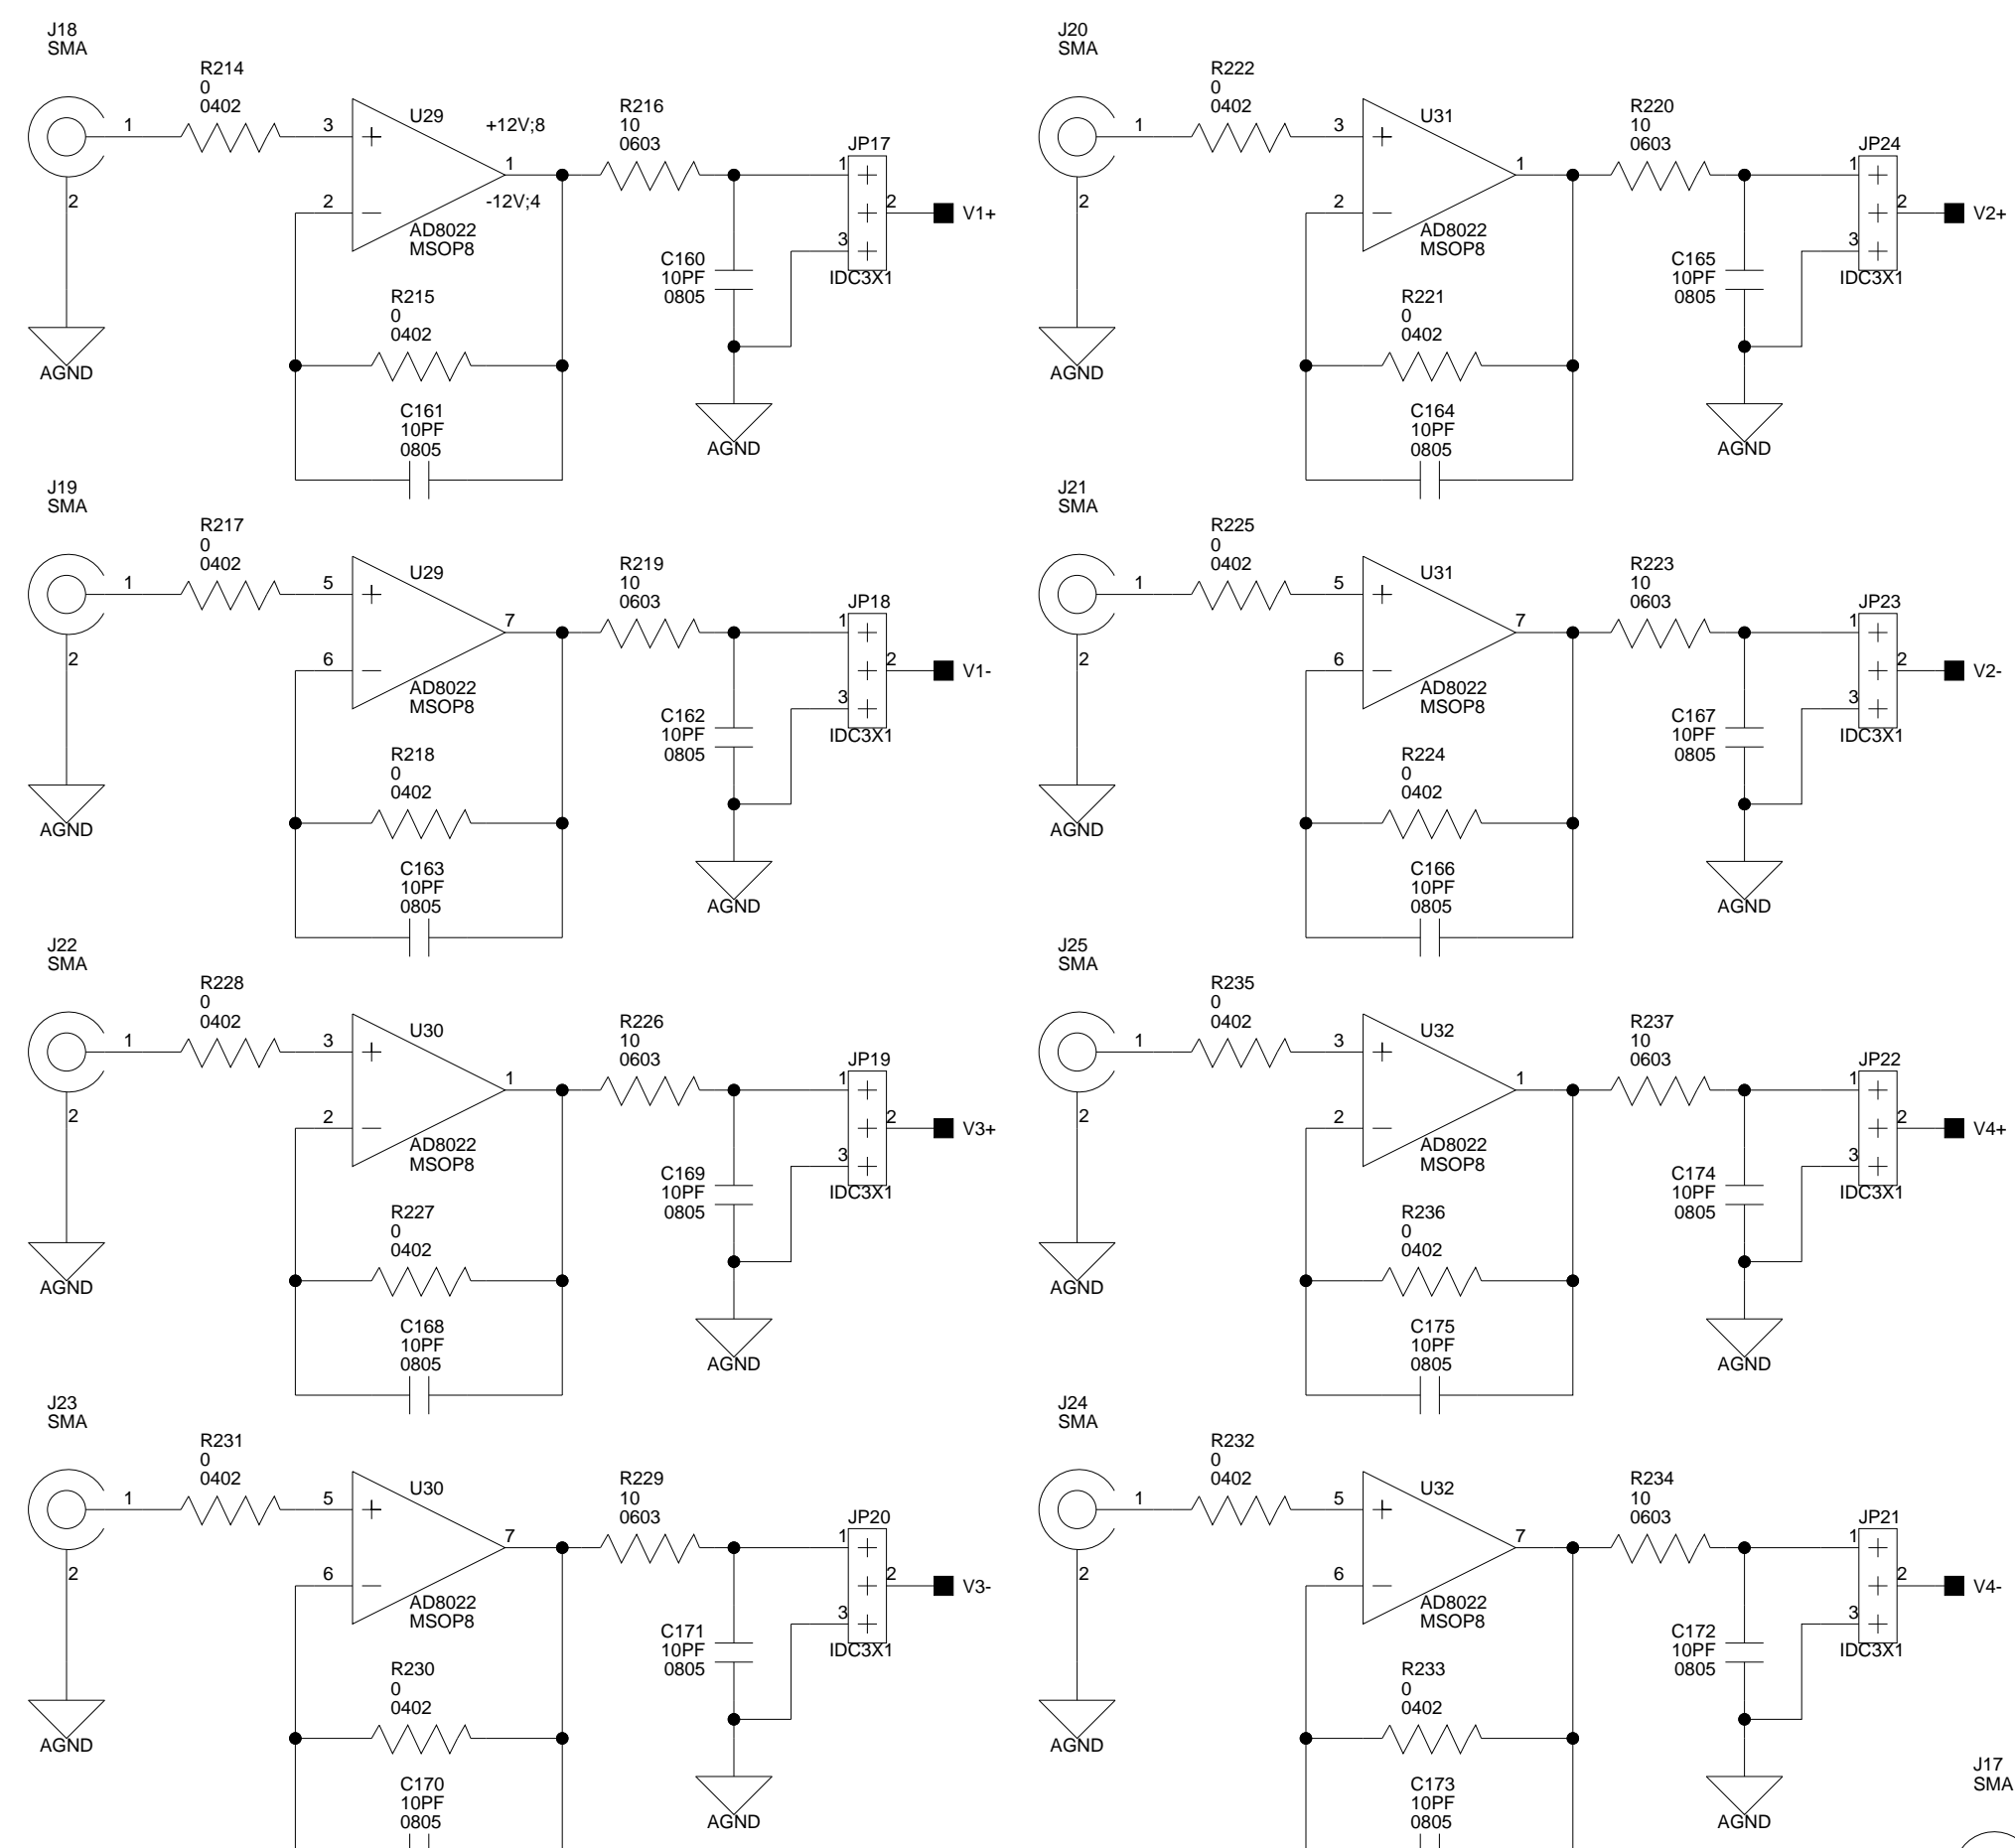 J18
SMA
R214
0
0402
1
2
AGND
3
2
U29
+12V;8
1
-12V;4
AD8022
MSOP8
R215
0
0402
C161
10PF
0805
R216
10
0603
C160
10PF
0805
AGND
JP17
1
2
3
IDC3X1
V1+
J20
SMA
R222
0
0402
1
2
AGND
3
2
U31
1
AD8022
MSOP8
R221
0
0402
C164
10PF
0805
R220
10
0603
C165
10PF
0805
AGND
JP24
1
2
3
IDC3X1
V2+
J19
SMA
R217
0
0402
1
2
AGND
5
6
U29
7
AD8022
MSOP8
R218
0
0402
C163
10PF
0805
R219
10
0603
C162
10PF
0805
AGND
JP18
1
2
3
IDC3X1
V1-
J21
SMA
R225
0
0402
1
2
AGND
5
6
U31
7
AD8022
MSOP8
R224
0
0402
C166
10PF
0805
R223
10
0603
C167
10PF
0805
AGND
JP23
1
2
3
IDC3X1
V2-
J22
SMA
R228
0
0402
1
2
AGND
3
2
U30
1
AD8022
MSOP8
R227
0
0402
C168
10PF
0805
R226
10
0603
C169
10PF
0805
AGND
JP19
1
2
3
IDC3X1
V3+
J25
SMA
R235
0
0402
1
2
AGND
3
2
U32
1
AD8022
MSOP8
R236
0
0402
C175
10PF
0805
R237
10
0603
C174
10PF
0805
AGND
JP22
1
2
3
IDC3X1
V4+
J23
SMA
R231
0
0402
1
2
AGND
5
6
U30
7
AD8022
MSOP8
R230
0
0402
C170
10PF
0805
R229
10
0603
C171
10PF
0805
AGND
JP20
1
2
3
IDC3X1
V3-
J24
SMA
R232
0
0402
1
2
AGND
5
6
U32
7
AD8022
MSOP8
R233
0
0402
C173
10PF
0805
R234
10
0603
C172
10PF
0805
AGND
JP21
1
2
3
IDC3X1
V4-
J17
SMA